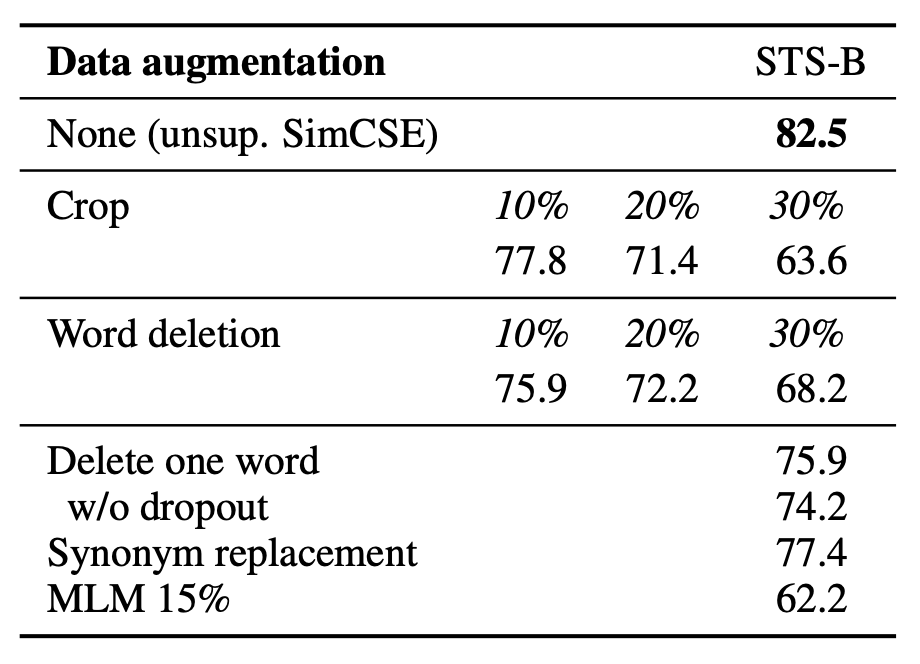 Data augmentation STS-B
None (unsup. SimCSE) 82.5
Crop 10% 20% 30%
77.8 71.4 63.6
Word deletion 10% 20% 30%
75.9 72.2 68.2
Delete one word 75.9
w/o dropout 74.2
Synonym replacement 77.4
MLM 15% 62.2